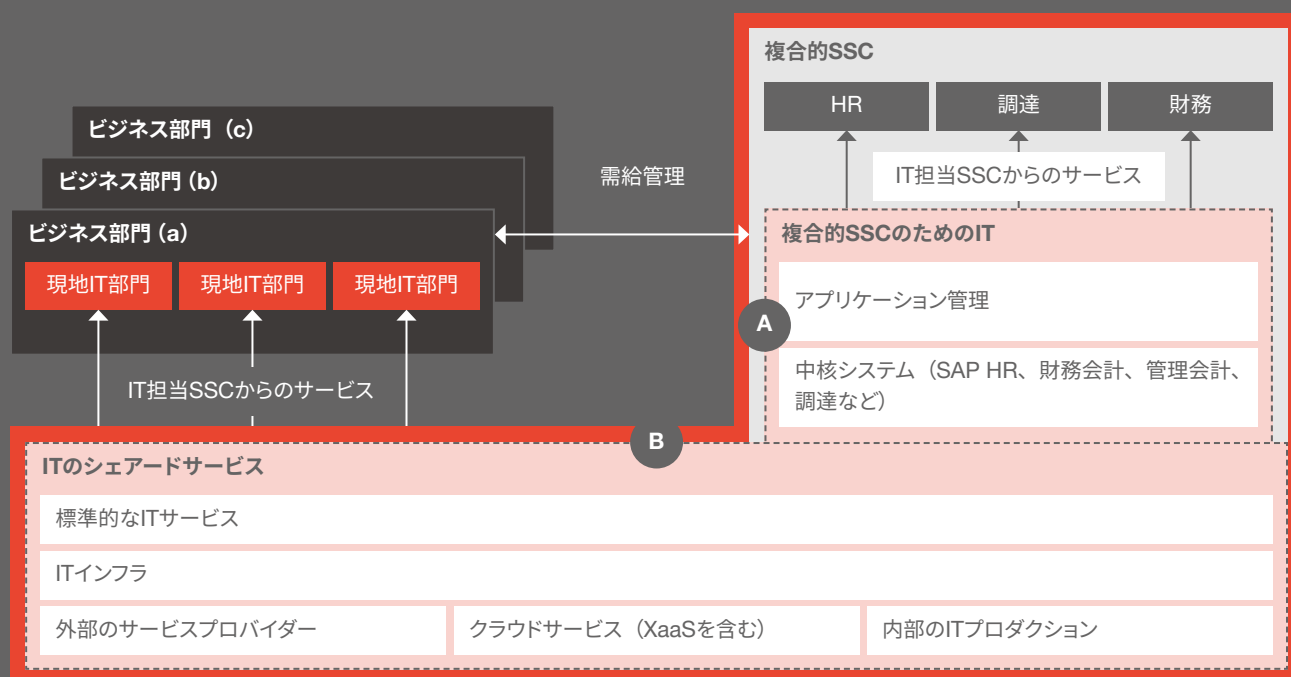 複合的SSC
HR
調達
財務
IT担当SSCからのサービス
複合的SSCのためのIT
アプリケーション管理
中核システム（SAP HR、財務会計、管理会計、
調達など）
A
需給管理
ビジネス部門（c）
ビジネス部門（b）
ビジネス部門（a）
現地IT部門
現地IT部門
現地IT部門
IT担当SSCからのサービス
B
ITのシェアードサービス
標準的なITサービス
ITインフラ
外部のサービスプロバイダー
クラウドサービス（XaaSを含む）
内部のITプロダクション